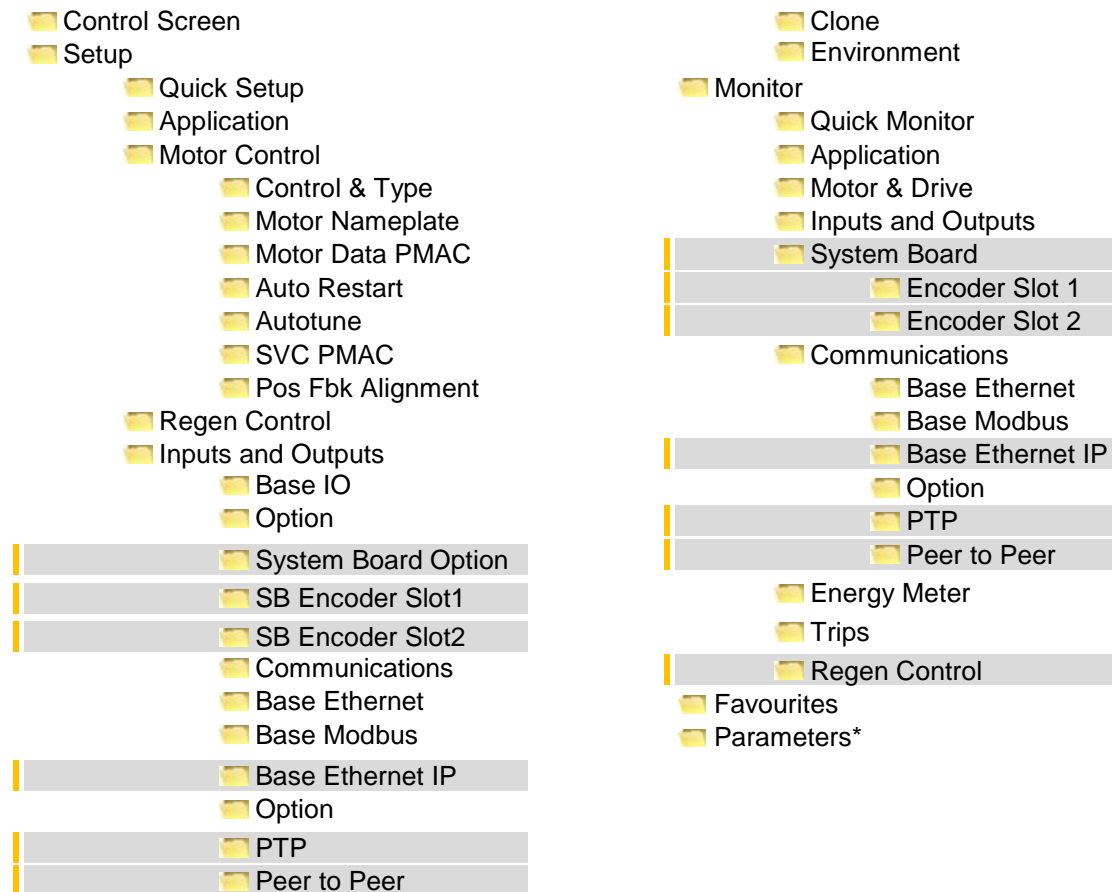 Control Screen
Setup
Quick Setup
Application
Motor Control
Control & Type
Motor Nameplate
Motor Data PMAC
Auto Restart
Autotune
SVC PMAC
Pos Fbk Alignment
Regen Control
Inputs and Outputs
Base IO
Option
System Board Option
SB Encoder Slot1
SB Encoder Slot2
Communications
Base Ethernet
Base Modbus
Base Ethernet IP
Option
PTP
Peer to Peer
Clone
Environment
Monitor
Quick Monitor
Application
Motor & Drive
Inputs and Outputs
System Board
Encoder Slot 1
Encoder Slot 2
Communications
Base Ethernet
Base Modbus
Base Ethernet IP
Option
PTP
Peer to Peer
Energy Meter
Trips
Regen Control
Favourites
Parameters*